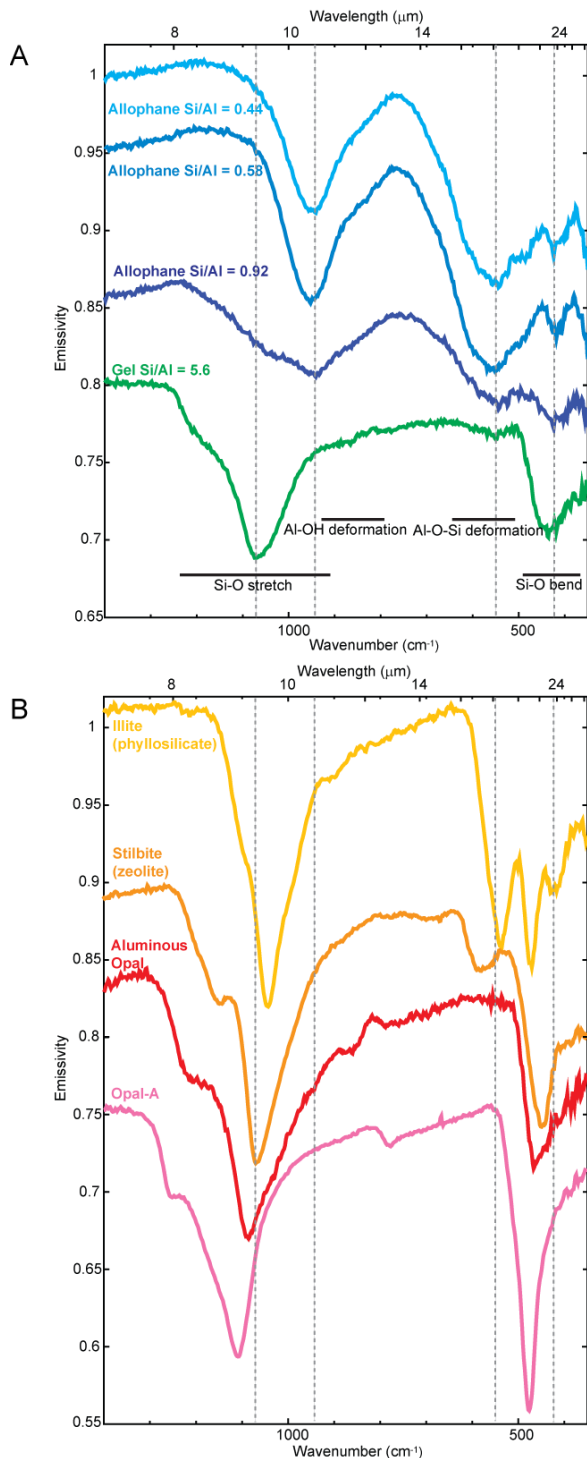 Wavelength (μm)
8 10 14 24
A
1
Allophane Si/Al = 0.44
0.95
Allophane Si/Al = 0.58
0.9
Allophane Si/Al = 0.92
0.85
Emissivity
Gel Si/Al = 5.6
0.8
0.75
Al-OH deformation
Al-O-Si deformation
0.7
Si-O stretch
Si-O bend
0.65
1000 500
Wavenumber (cm⁻¹)
Wavelength (μm)
8 10 14 24
B
Illite
(phyllosilicate)
1
0.95
Stilbite
(zeolite)
0.9
Aluminous
Opal
0.85
Emissivity
0.8
Opal-A
0.75
0.7
0.65
0.6
0.55
1000 500
Wavenumber (cm⁻¹)